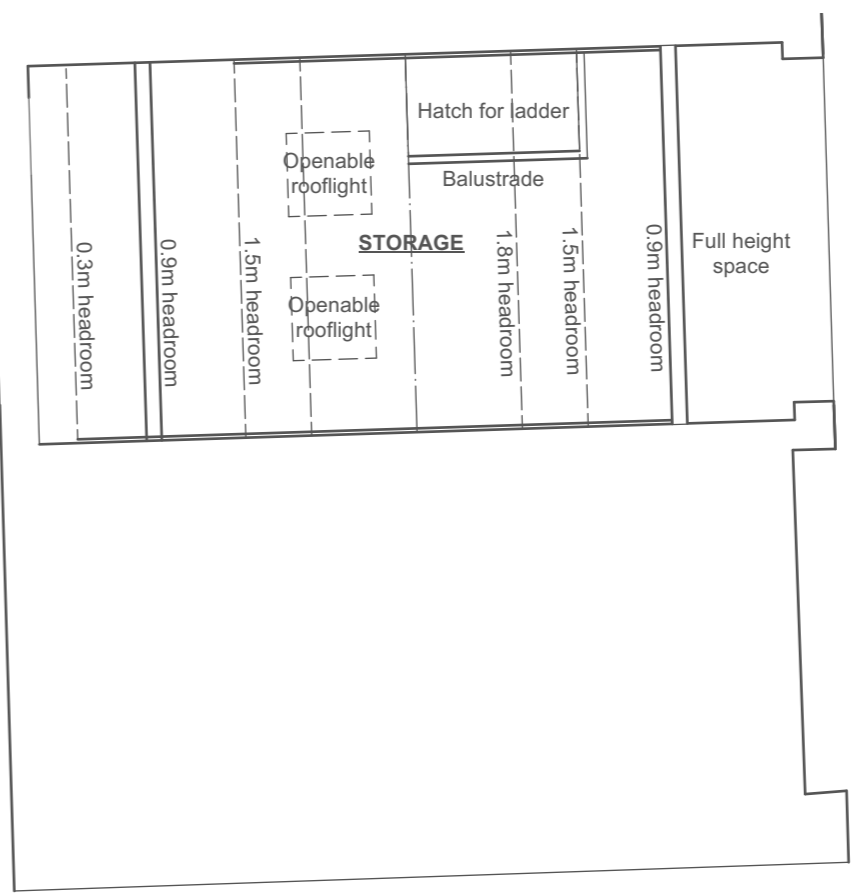 Hatch for ladder
Openable
rooflight
Balustrade
STORAGE
0.3m headroom
0.9m headroom
1.5m headroom
1.8m headroom
1.5m headroom
0.9m headroom
Full height
space
Openable
rooflight